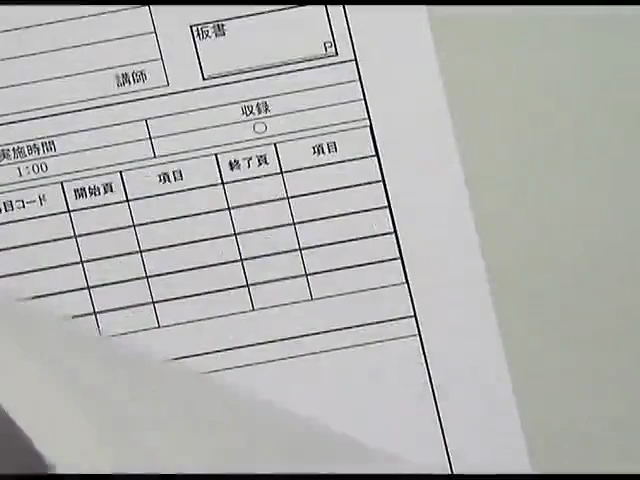 板書
P
講師
実施時間 収録
1:00 ○
目コード 開始頁 項目 終了頁 項目